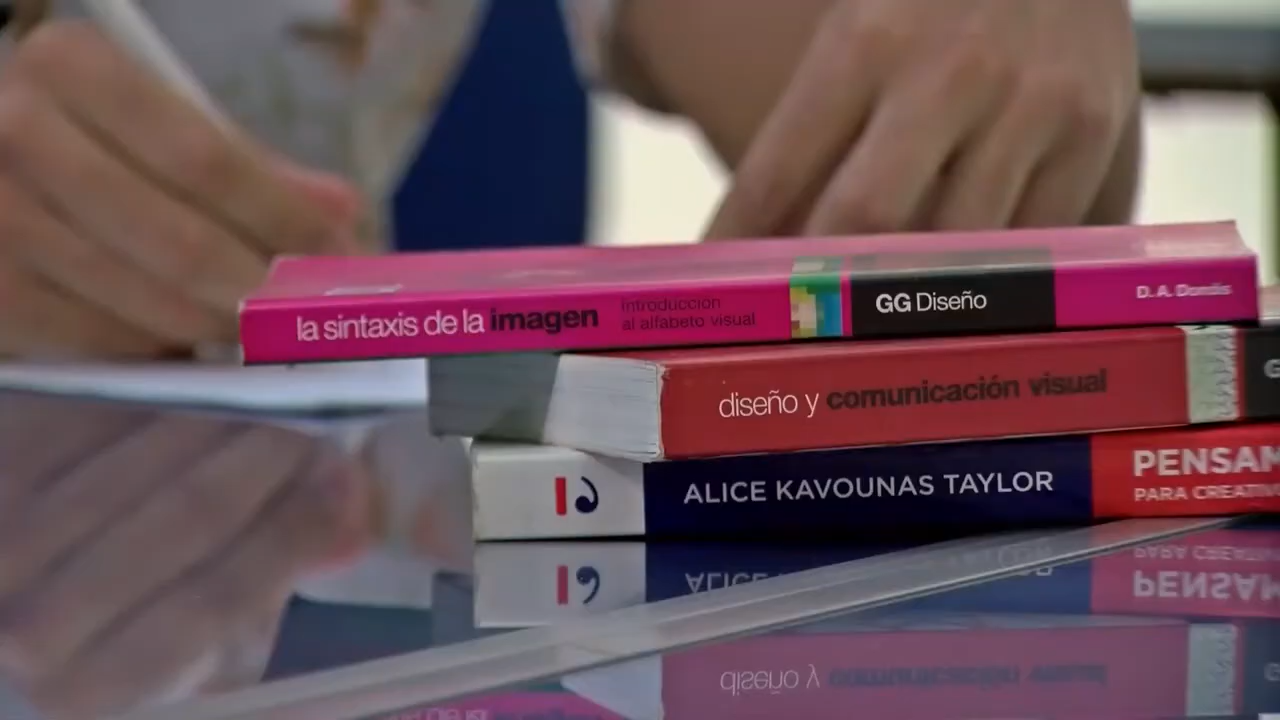 la sintaxis de la imagen
introducción
al alfabeto visual
GG Diseño
D. A. Dondis
diseño y comunicación visual
G
ALICE KAVOUNAS TAYLOR
PENSAM
PARA CREATIV